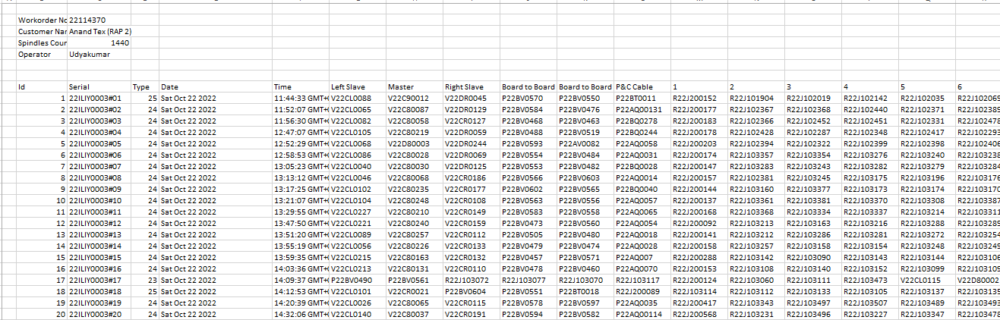 Workorder No 22114370
Customer Nar Anand Tex (RAP 2)
Spindles Cour 1440
Operator Udyakumar
Id Serial Type Date Time Left Slave Master Right Slave Board to Board Board to Board P&C Cable 1 2 3 4 5 6
1 22ILIY0003#01 25 Sat Oct 22 2022 11:44:33 GMT+( V22CL0088 V22C90012 V22DR0045 P22BV0570 P22BV0550 P22BT0011 R22J200152 R22J101904 R22J102019 R22J102142 R22J102035 R22J102069
2 22ILIY0003#02 24 Sat Oct 22 2022 11:52:07 GMT+( V22CL0065 V22C80087 V22DR0129 P22BV0584 P22BV0476 P22AQ00131 R22J200177 R22J102367 R22J102368 R22J102440 R22J102371 R22J102389
3 22ILIY0003#03 24 Sat Oct 22 2022 11:56:30 GMT+( V22CL0082 V22C80058 V22CR0127 P22BV0468 P22BV0463 P22BQ0278 R22J200183 R22J102366 R22J102452 R22J102451 R22J102331 R22J102478
4 22ILIY0003#04 24 Sat Oct 22 2022 12:47:07 GMT+( V22CL0105 V22C80219 V22DR0059 P22BV0488 P22BV0519 P22BQ0244 R22J200178 R22J102428 R22J102287 R22J102348 R22J102417 R22J102293
5 22ILIY0003#05 24 Sat Oct 22 2022 12:52:29 GMT+( V22CL0068 V22D80003 V22DR0244 P22BV0593 P22AV0082 P22AQ0058 R22J200203 R22J102394 R22J102322 R22J102399 R22J102398 R22J102406
6 22ILIY0003#06 24 Sat Oct 22 2022 12:58:53 GMT+( V22CL0086 V22C80028 V22DR0069 P22BV0554 P22BV0484 P22AQ0031 R22J200174 R22J103357 R22J103354 R22J103276 R22J103240 R22J103238
7 22ILIY0003#07 24 Sat Oct 22 2022 13:05:23 GMT+( V22CL0040 V22C80030 V22DR0125 P22BV0553 P22BV0482 P22BQ0028 R22J200147 R22J103283 R22J103243 R22J103282 R22J103279 R22J103284
8 22ILIY0003#08 24 Sat Oct 22 2022 13:13:12 GMT+( V22CL0046 V22C80068 V22CR0186 P22BV0566 P22BV0603 P22AQ0014 R22J200157 R22J102381 R22J103245 R22J103175 R22J103196 R22J103176
9 22ILIY0003#09 24 Sat Oct 22 2022 13:17:25 GMT+( V22CL0102 V22C80235 V22CR0177 P22BV0602 P22BV0565 P22BQ0040 R22J200144 R22J103160 R22J103377 R22J103173 R22J103174 R22J103170
10 22ILIY0003#10 24 Sat Oct 22 2022 13:21:07 GMT+( V22CL0104 V22C80248 V22CR0108 P22BV0563 P22BV0556 P22AQ0057 R22J200137 R22J103361 R22J103381 R22J103370 R22J103308 R22J103387
11 22ILIY0003#11 24 Sat Oct 22 2022 13:29:55 GMT+( V22CL0227 V22C80210 V22CR0149 P22BV0583 P22BV0558 P22AQ0065 R22J200168 R22J103368 R22J103334 R22J103337 R22J103214 R22J103311
12 22ILIY0003#12 24 Sat Oct 22 2022 13:47:50 GMT+( V22CL0221 V22C80240 V22CR0159 P22BV0473 P22BV0560 P22AQ0054 R22J200092 R22J103213 R22J103163 R22J103216 R22J103288 R22J103289
13 22ILIY0003#13 24 Sat Oct 22 2022 13:51:20 GMT+( V22CL0089 V22C80257 V22CR0112 P22BV0505 P22BV0480 P22AQ0018 R22J200141 R22J103212 R22J103286 R22J103281 R22J103272 R22J103254
14 22ILIY0003#14 24 Sat Oct 22 2022 13:55:19 GMT+( V22CL0056 V22C80226 V22CR0133 P22BV0479 P22BV0474 P22AQ0028 R22J200158 R22J103257 R22J103158 R22J103154 R22J103248 R22J103249
15 22ILIY0003#15 24 Sat Oct 22 2022 13:59:35 GMT+( V22CL0215 V22C80163 V22CR0132 P22BV0457 P22BV0571 P22AQ007 R22J200288 R22J103142 R22J103090 R22J103143 R22J103144 R22J103106
16 22ILIY0003#16 24 Sat Oct 22 2022 14:03:36 GMT+( V22CL0213 V22C80131 V22CR0110 P22BV0478 P22BV0460 P22AQ0070 R22J200153 R22J103108 R22J103140 R22J103152 R22J103099 R22J103109
17 22ILIY0003#17 23 Sat Oct 22 2022 14:09:37 GMT+( P22BV0490 P22BV0561 R22J103072 R22J103077 R22J103070 R22J103117 R22J200124 R22J103060 R22J103111 R22J103473 V22CL0115 V22D80002
18 22ILIY0003#18 25 Sat Oct 22 2022 14:12:53 GMT+( V22CL0101 V22CR0021 P22BV0604 P22BV0551 P22BT0018 R22J200089 R22J103114 R22J103112 R22J103133 R22J103105 R22J103137 R22J103135
19 22ILIY0003#19 24 Sat Oct 22 2022 14:20:39 GMT+( V22CL0026 V22C80065 V22CR0115 P22BV0578 P22BV0597 P22AQ0035 R22J200417 R22J103343 R22J103497 R22J103507 R22J103489 R22J103493
20 22ILIY0003#20 24 Sat Oct 22 2022 14:32:06 GMT+( V22CL0140 V22C80037 V22CR0191 P22BV0594 P22BV0582 P22AQ00114 R22J200568 R22J103231 R22J103496 R22J103227 R22J103347 R22J103478